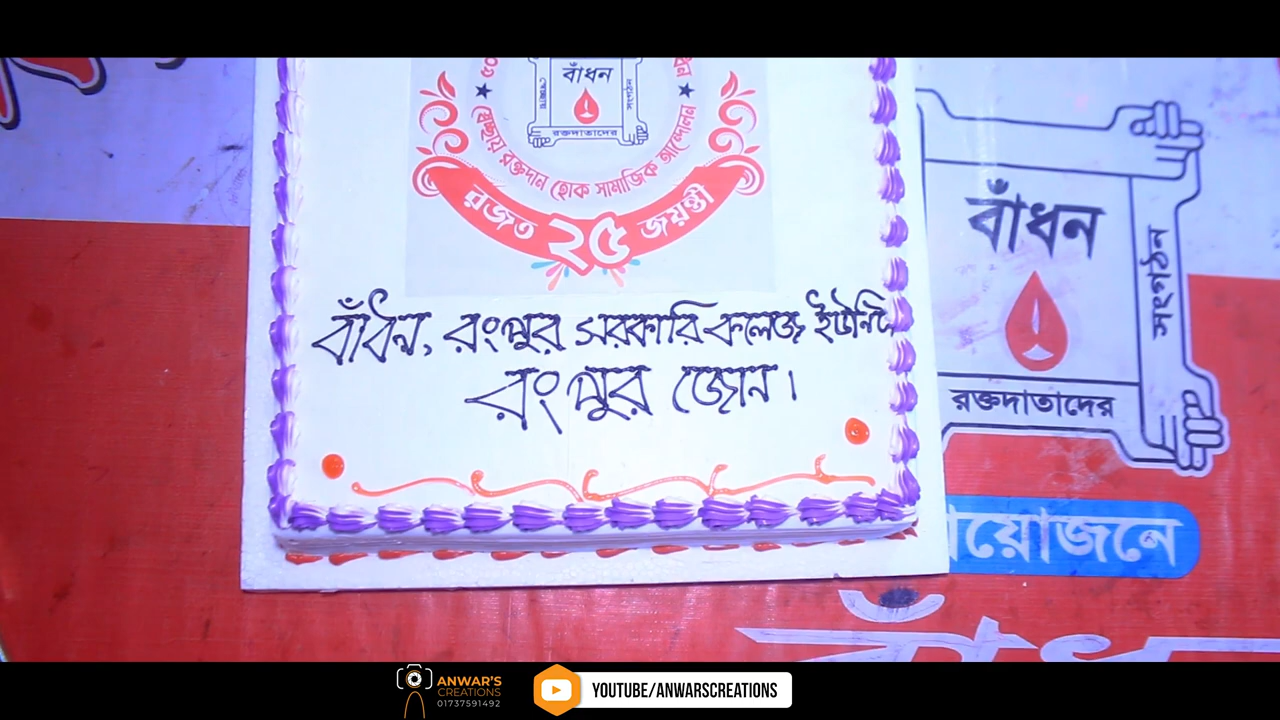 বাঁধন
স্বেচ্ছায়
সংগঠন
রক্তদাতাদের
স্বেচ্ছায় রক্তদান হোক সামাজিক আন্দোলন
রজত ২৫ জয়ন্তী
বাঁধন, রংপুর সরকারি কলেজ ইউনিট
রংপুর জোন।
বাঁধন
সংগঠন
রক্তদাতাদের
য়োজনে
বাঁধ
ANWAR'S
CREATIONS
01737591492
YOUTUBE/ANWARSCREATIONS